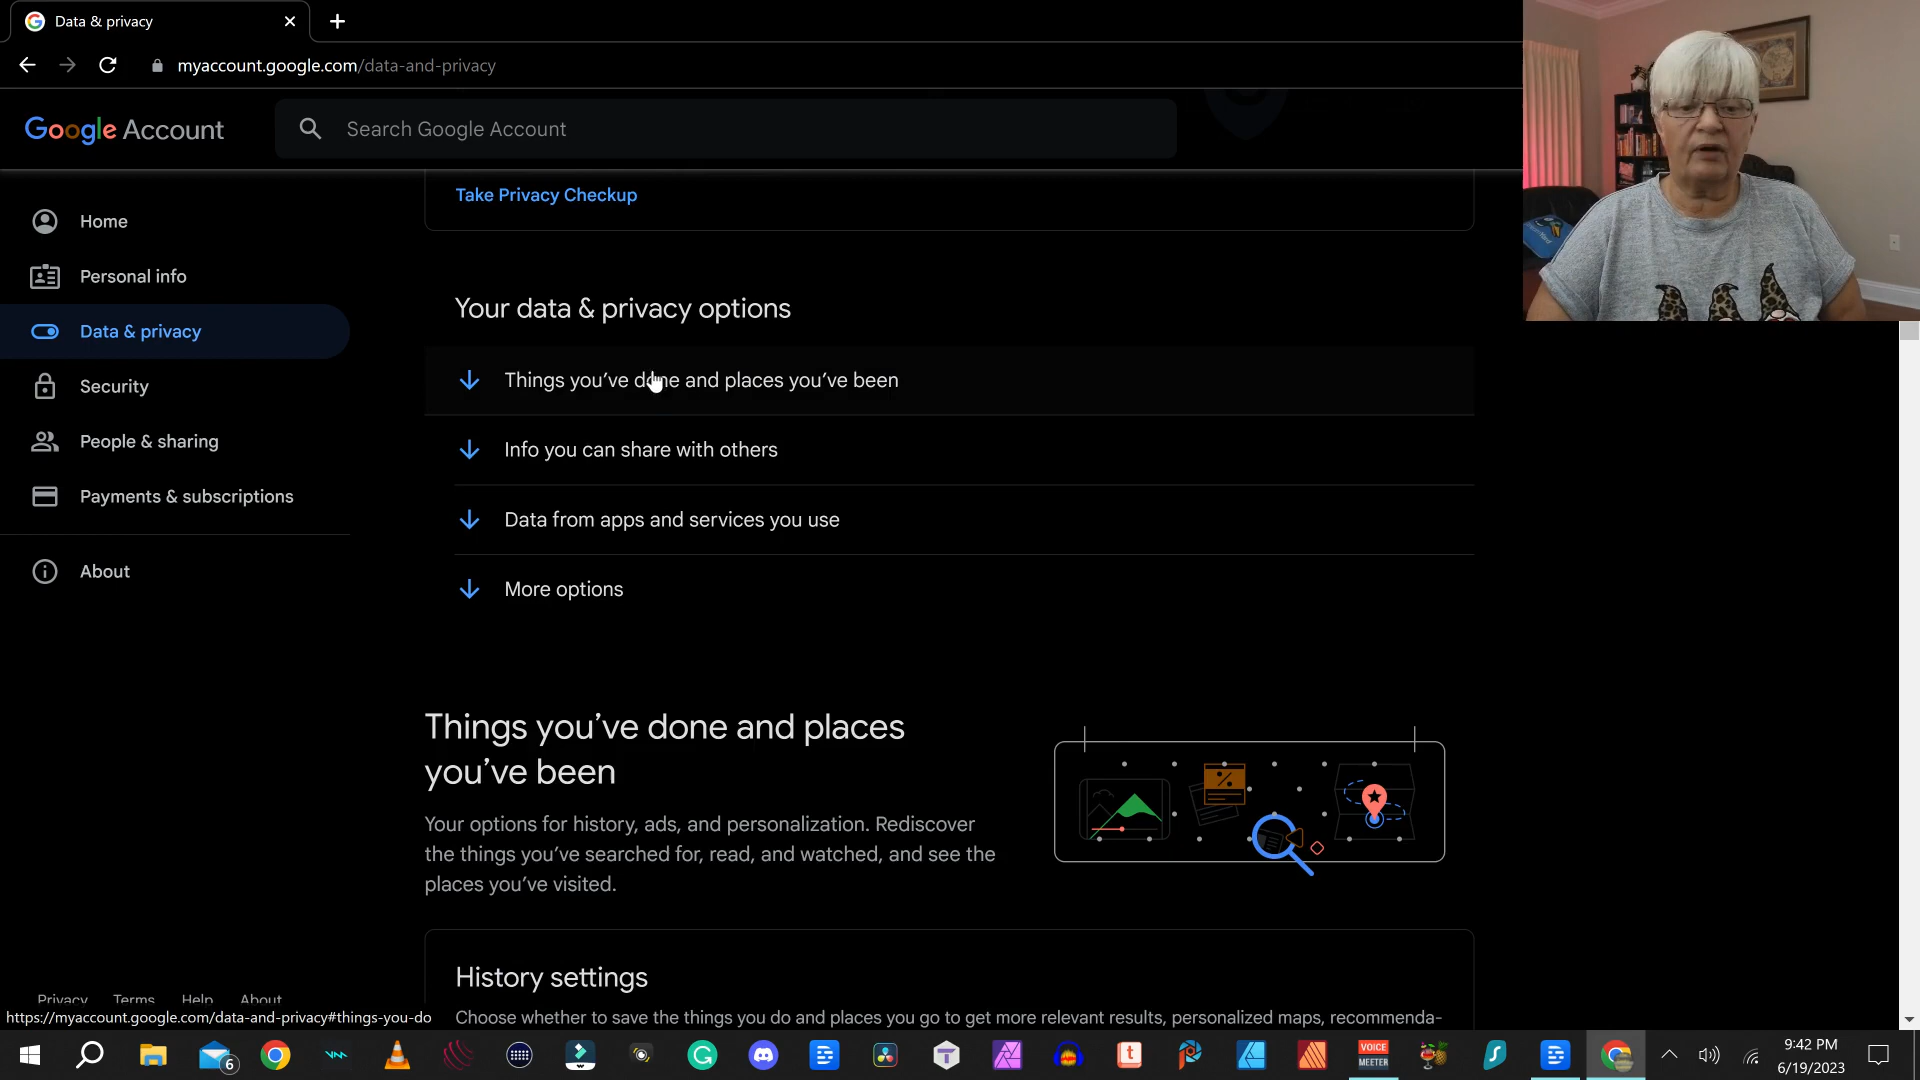 Data & privacy
myaccount.google.com/data-and-privacy
Google Account
Search Google Account
Take Privacy Checkup
Home
Personal info
Data & privacy
Security
People & sharing
Payments & subscriptions
About
Your data & privacy options
Things you've done and places you've been
Info you can share with others
Data from apps and services you use
More options
Things you've done and places
you've been
Your options for history, ads, and personalization. Rediscover
the things you've searched for, read, and watched, and see the
places you've visited.
History settings
Choose whether to save the things you do and places you go to get more relevant results, personalized maps, recommenda-
Privacy Terms Help About
https://myaccount.google.com/data-and-privacy#things-you-do
6
VOICE
MEETER
9:42 PM
6/19/2023